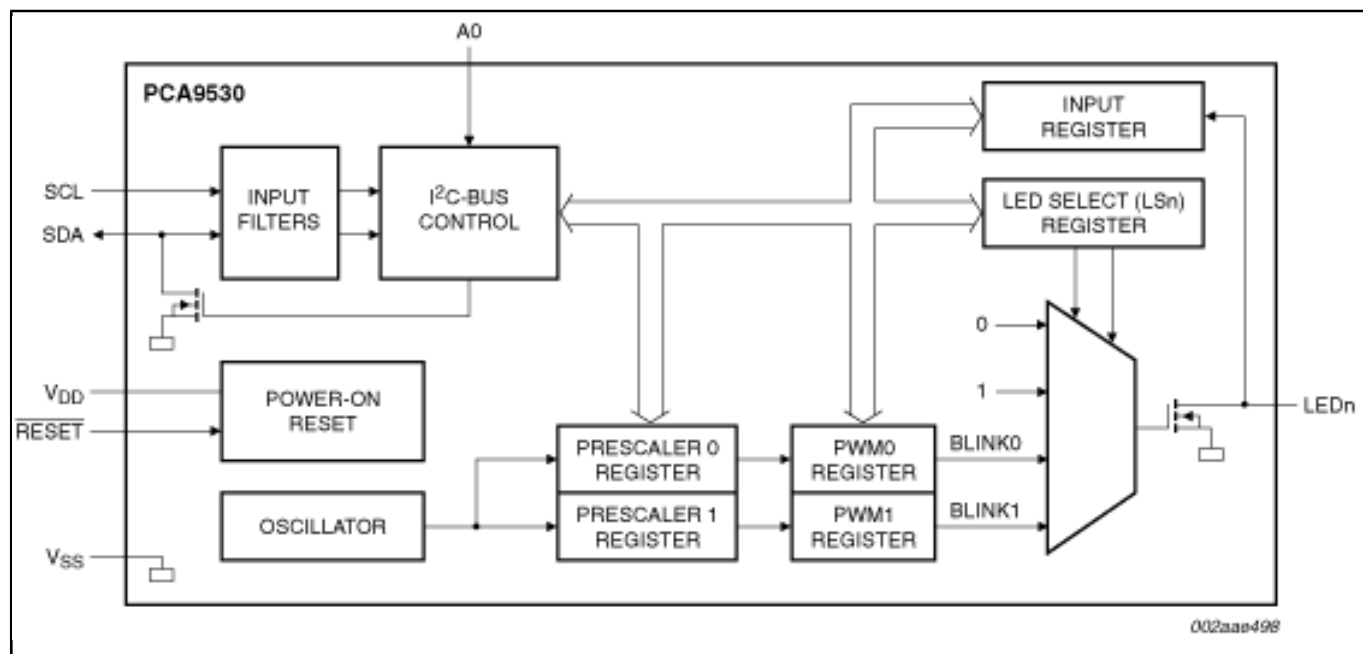 A0
PCA9530
INPUT
REGISTER
SCL
SDA
INPUT
FILTERS
I²C-BUS
CONTROL
LED SELECT (LSn)
REGISTER
0
1
VDD
RESET
POWER-ON
RESET
LEDn
PRESCALER 0
REGISTER
PWM0
REGISTER
BLINK0
OSCILLATOR
PRESCALER 1
REGISTER
PWM1
REGISTER
BLINK1
VSS
002aae498